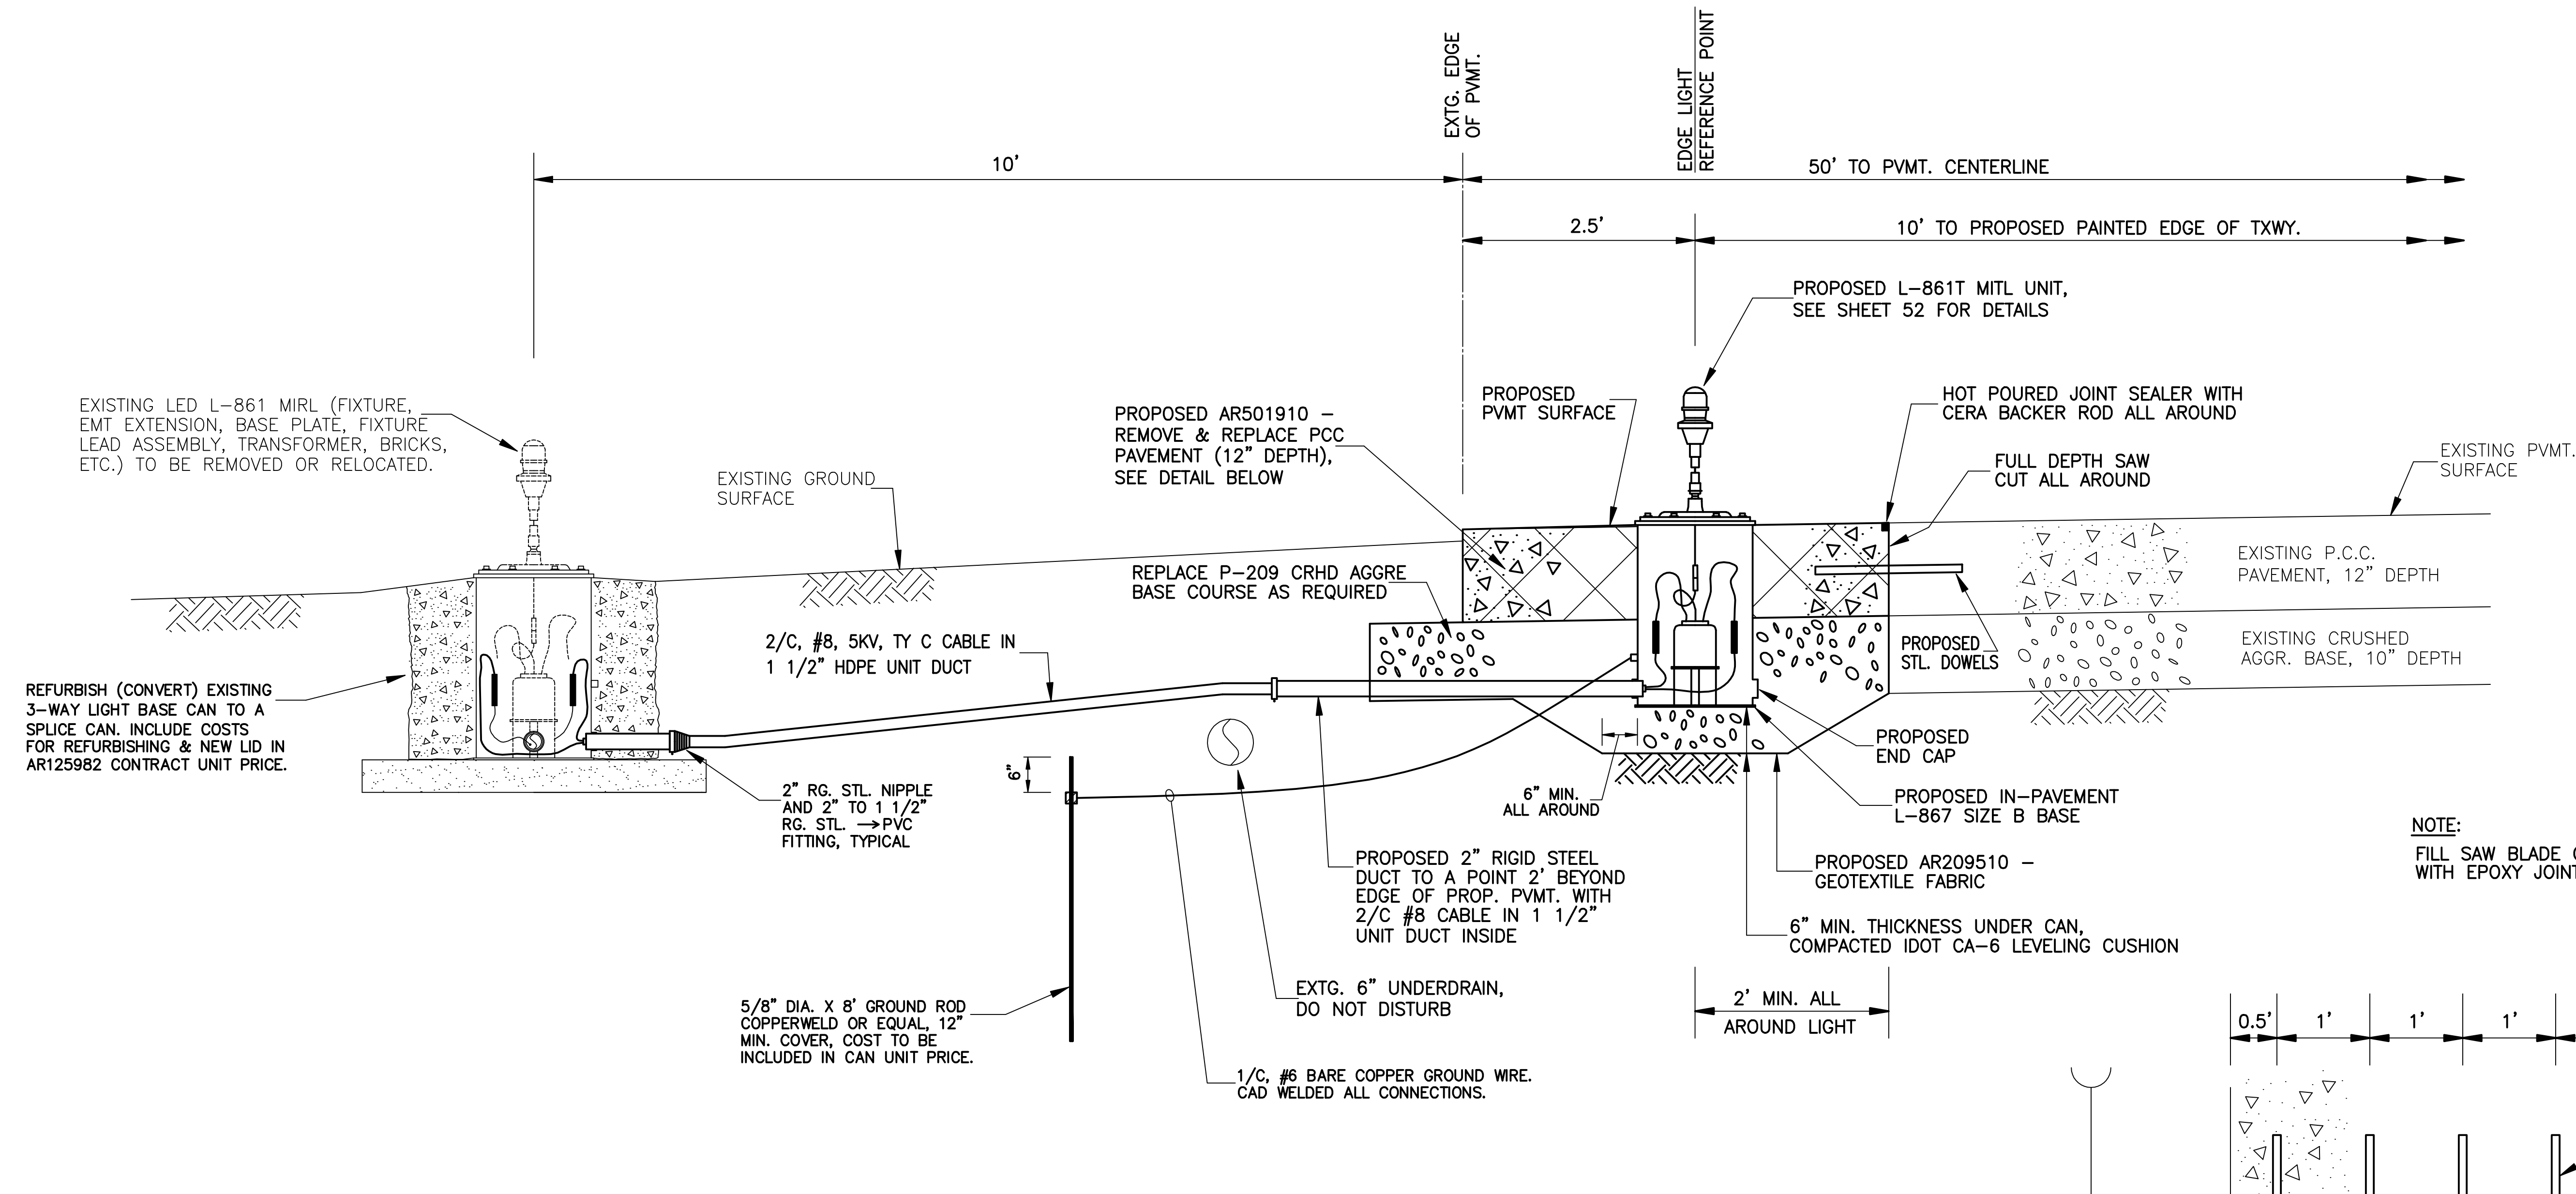 EXTG. EDGE
OF PVMT.
EDGE LIGHT
REFERENCE POINT
10'
50' TO PVMT. CENTERLINE
2.5'
10' TO PROPOSED PAINTED EDGE OF TXWY.
PROPOSED L-861T MITL UNIT,
SEE SHEET 52 FOR DETAILS
EXISTING LED L-861 MIRL (FIXTURE,
EMT EXTENSION, BASE PLATE, FIXTURE
LEAD ASSEMBLY, TRANSFORMER, BRICKS,
ETC.) TO BE REMOVED OR RELOCATED.
EXISTING GROUND
SURFACE
PROPOSED AR501910 -
REMOVE & REPLACE PCC
PAVEMENT (12" DEPTH),
SEE DETAIL BELOW
PROPOSED
PVMT SURFACE
HOT POURED JOINT SEALER WITH
CERA BACKER ROD ALL AROUND
FULL DEPTH SAW
CUT ALL AROUND
EXISTING PVMT.
SURFACE
EXISTING P.C.C.
PAVEMENT, 12" DEPTH
REPLACE P-209 CRHD AGGRE
BASE COURSE AS REQUIRED
2/C, #8, 5KV, TY C CABLE IN
1 1/2" HDPE UNIT DUCT
PROPOSED
STL. DOWELS
EXISTING CRUSHED
AGGR. BASE, 10" DEPTH
REFURBISH (CONVERT) EXISTING
3-WAY LIGHT BASE CAN TO A
SPLICE CAN. INCLUDE COSTS
FOR REFURBISHING & NEW LID IN
AR125982 CONTRACT UNIT PRICE.
2" RG. STL. NIPPLE
AND 2" TO 1 1/2"
RG. STL. → PVC
FITTING, TYPICAL
6"
6" MIN.
ALL AROUND
PROPOSED
END CAP
PROPOSED IN-PAVEMENT
L-867 SIZE B BASE
NOTE:
FILL SAW BLADE
WITH EPOXY JOINT
PROPOSED 2" RIGID STEEL
DUCT TO A POINT 2' BEYOND
EDGE OF PROP. PVMT. WITH
2/C #8 CABLE IN 1 1/2"
UNIT DUCT INSIDE
PROPOSED AR209510 -
GEOTEXTILE FABRIC
6" MIN. THICKNESS UNDER CAN,
COMPACTED IDOT CA-6 LEVELING CUSHION
5/8" DIA. X 8' GROUND ROD
COPPERWELD OR EQUAL, 12"
MIN. COVER, COST TO BE
INCLUDED IN CAN UNIT PRICE.
EXTG. 6" UNDERDRAIN,
DO NOT DISTURB
2' MIN. ALL
AROUND LIGHT
1/C, #6 BARE COPPER GROUND WIRE.
CAD WELDED ALL CONNECTIONS.
0.5' 1' 1' 1'